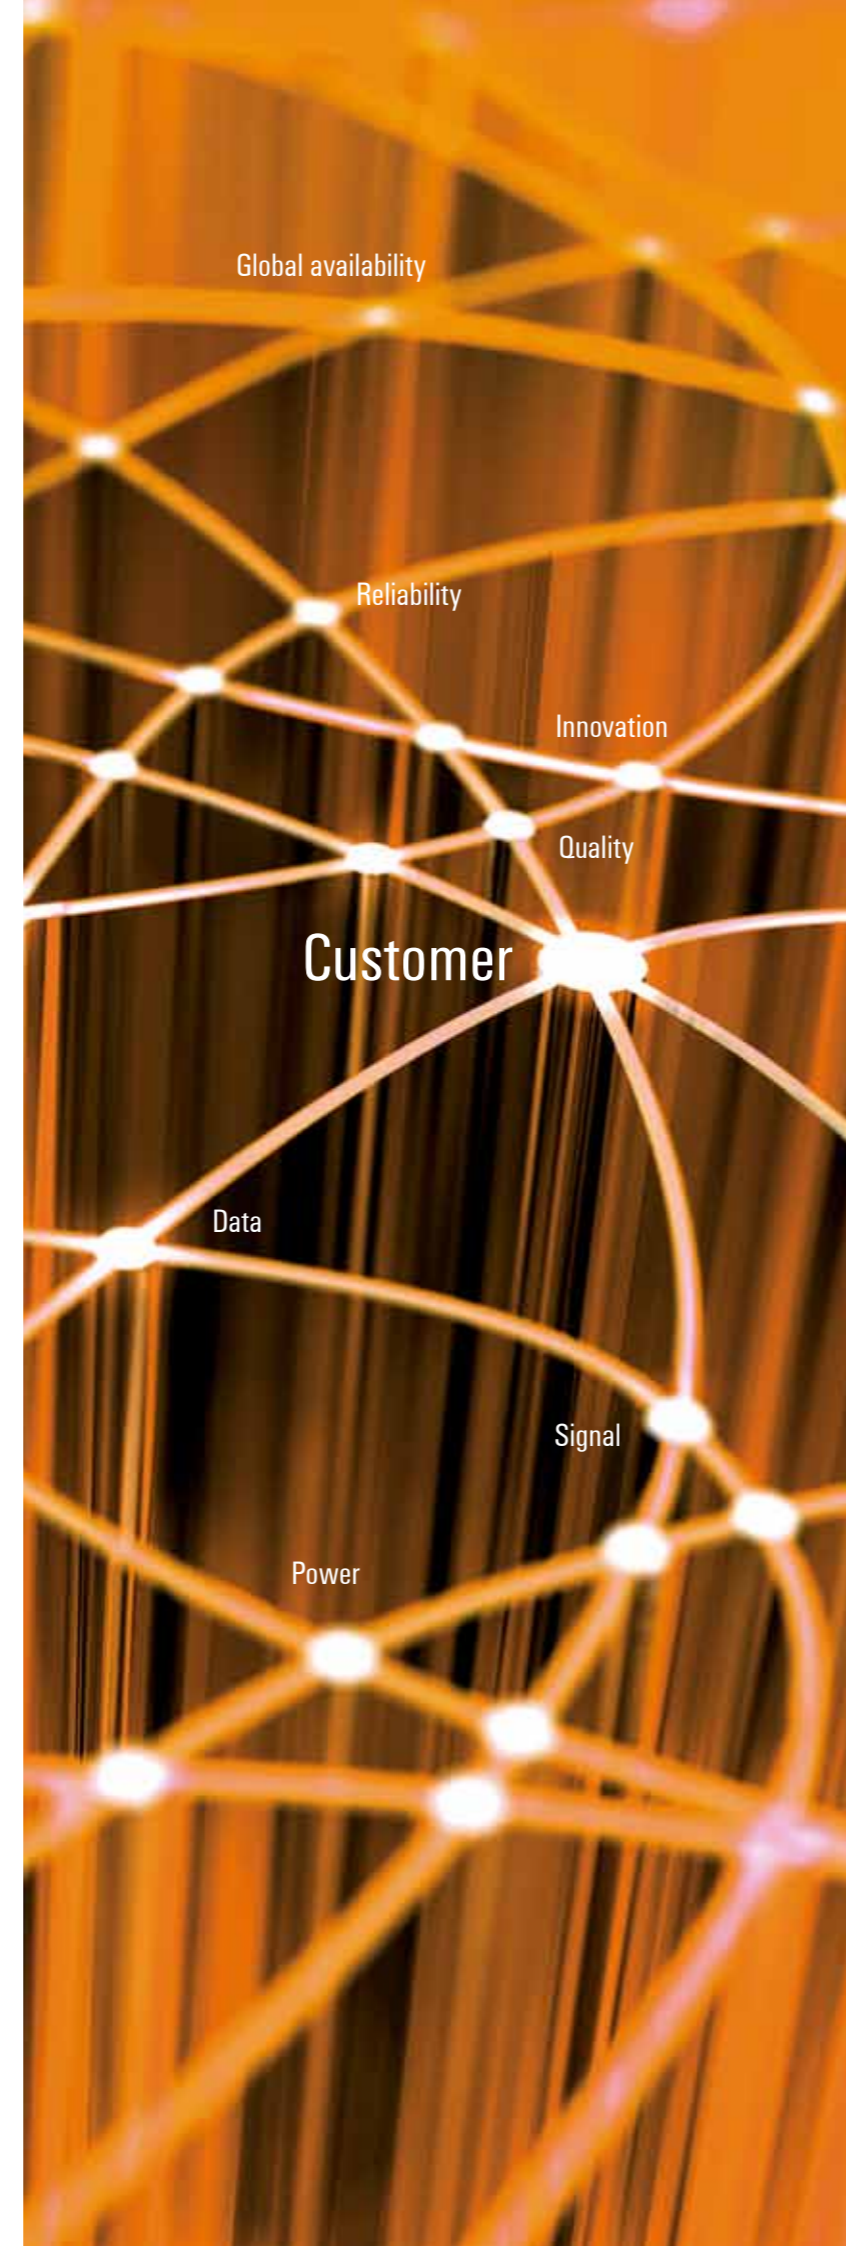 Global availability
Reliability
Innovation
Quality
Customer
Data
Signal
Power